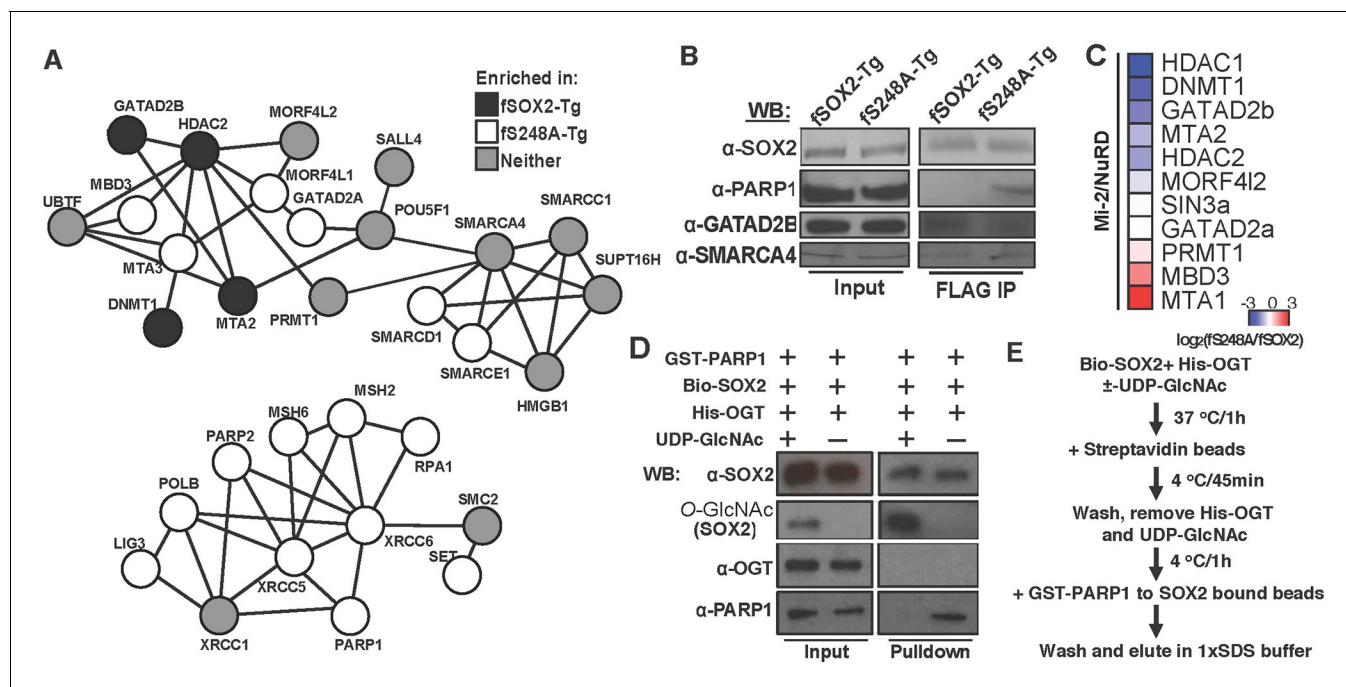 A
Enriched in:
fSOX2-Tg
fS248A-Tg
Neither
GATAD2B
HDAC2
MORF4L2
SALL4
MBD3
MORF4L1
GATAD2A
UBTF
POU5F1
SMARCA4
SMARCC1
MTA3
SUPT16H
DNMT1
MTA2
PRMT1
SMARCD1
SMARCE1
HMGB1
MSH2
MSH6
PARP2
RPA1
POLB
SMC2
XRCC6
LIG3
SET
XRCC5
XRCC1
PARP1
B
fSOX2-Tg fS248A-Tg fSOX2-Tg fS248A-Tg
WB:
α-SOX2
α-PARP1
α-GATAD2B
α-SMARCA4
Input FLAG IP
C
Mi-2/NuRD
HDAC1
DNMT1
GATAD2b
MTA2
HDAC2
MORF4l2
SIN3a
GATAD2a
PRMT1
MBD3
MTA1
-3 0 3
log2(fS248A/fSOX2)
D
GST-PARP1 + + + +
Bio-SOX2 + + + +
His-OGT + + + +
UDP-GlcNAc + − + −
WB: α-SOX2
O-GlcNAc
(SOX2)
α-OGT
α-PARP1
Input Pulldown
E
Bio-SOX2+ His-OGT
±-UDP-GlcNAc
37 ºC/1h
+ Streptavidin beads
4 ºC/45min
Wash, remove His-OGT
and UDP-GlcNAc
4 ºC/1h
+ GST-PARP1 to SOX2 bound beads
Wash and elute in 1xSDS buffer